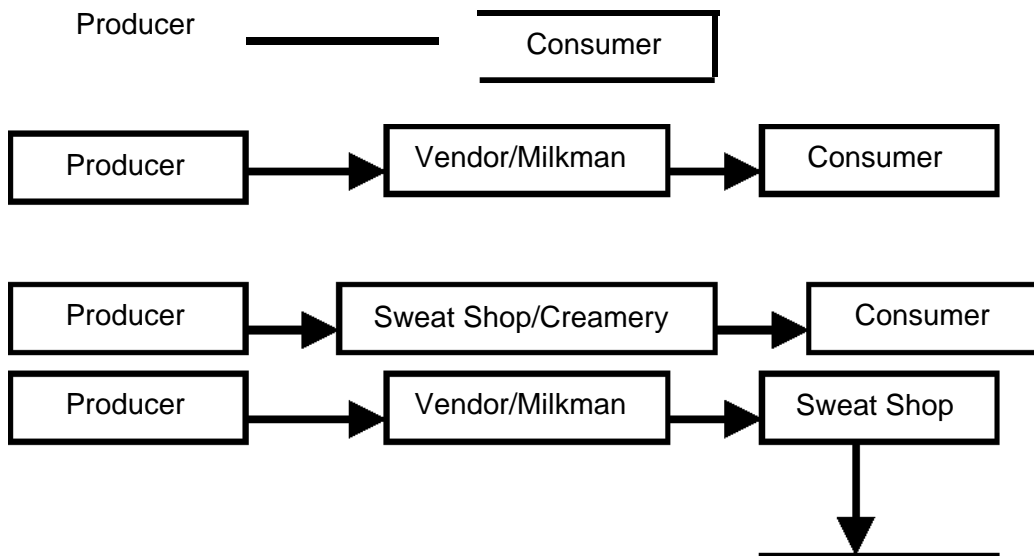 Producer
Consumer
Producer
Vendor/Milkman
Consumer
Producer
Sweat Shop/Creamery
Consumer
Producer
Vendor/Milkman
Sweat Shop